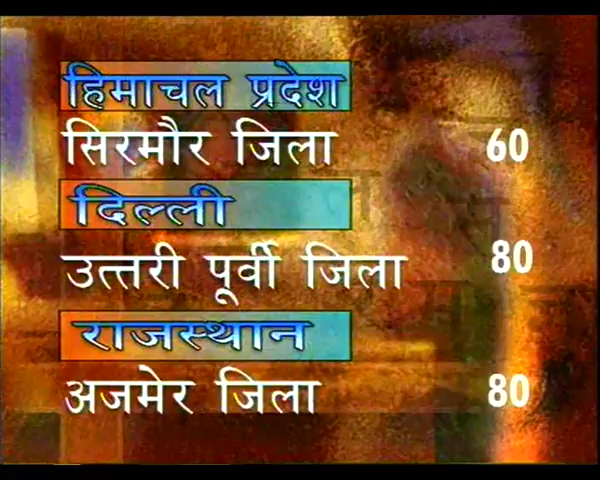 हिमाचल प्रदेश
सिरमौर जिला 60
दिल्ली
उत्तरी पूर्वी जिला 80
राजस्थान
अजमेर जिला 80